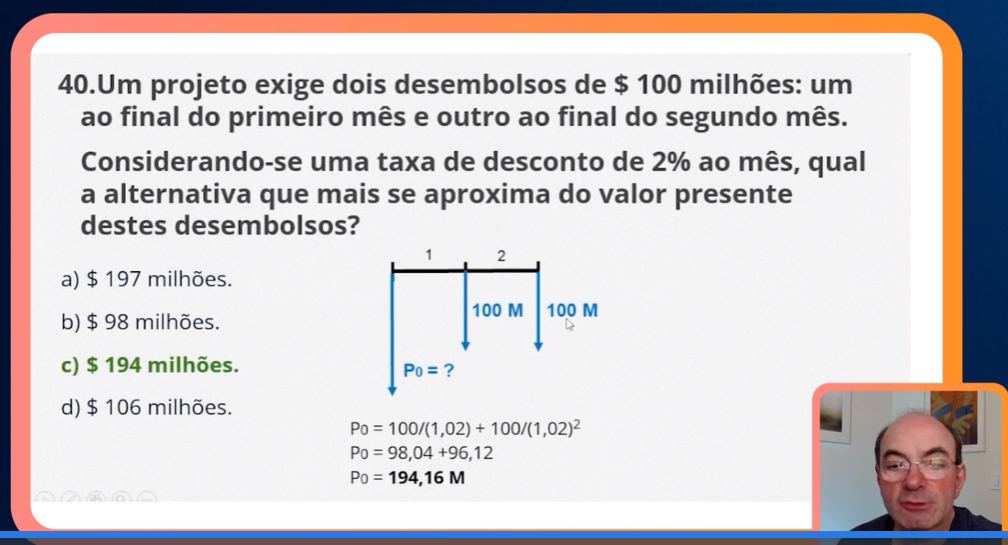 40.Um projeto exige dois desembolsos de $ 100 milhões: um
ao final do primeiro mês e outro ao final do segundo mês.
Considerando-se uma taxa de desconto de 2% ao mês, qual
a alternativa que mais se aproxima do valor presente
destes desembolsos?
a) $ 197 milhões.
b) $ 98 milhões.
c) $ 194 milhões.
d) $ 106 milhões.
1 2
100 M 100 M
P0 = ?
P0 = 100/(1,02) + 100/(1,02)²
P0 = 98,04 +96,12
P0 = 194,16 M